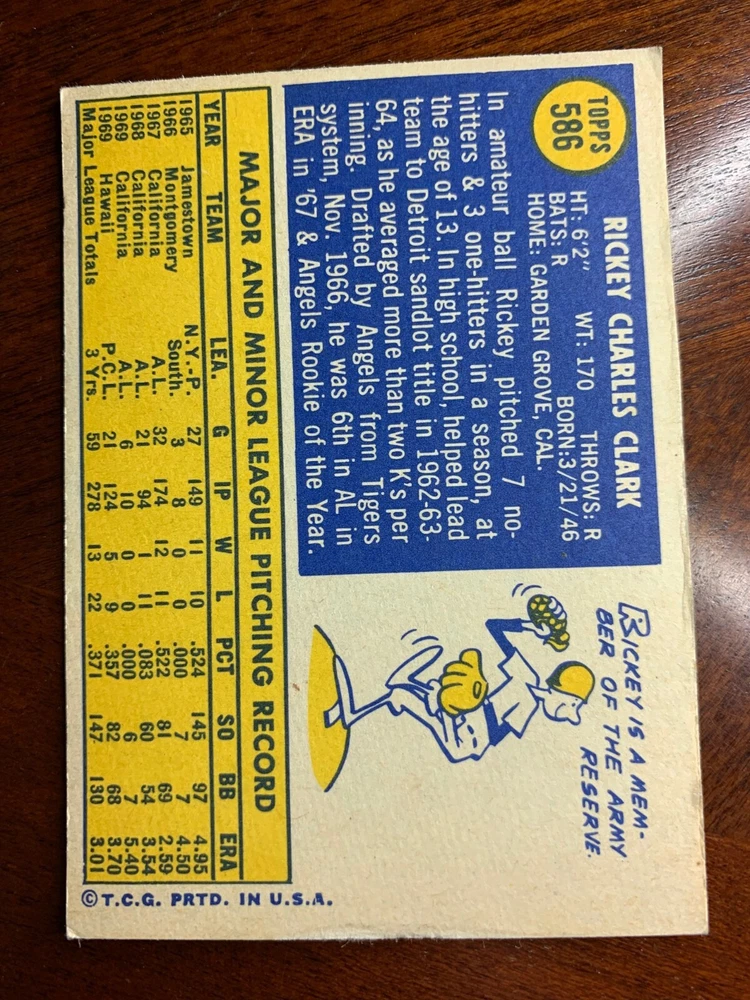 TOPPS
586
RICKEY CHARLES CLARK
HT: 6'2" WT: 170 THROWS: R
BATS: R BORN:3/21/46
HOME: GARDEN GROVE, CAL.
In amateur ball Rickey pitched 7 no-
hitters & 3 one-hitters in a season, at
the age of 13. In high school, helped lead
team to Detroit sandlot title in 1962-63-
64, as he averaged more than two K's per
inning. Drafted by Angels from Tigers
system, Nov. 1966, he was 6th in AL in
ERA in '67 & Angels Rookie of the Year.
RICKEY IS A MEM-
BER OF THE ARMY
RESERVE.
MAJOR AND MINOR LEAGUE PITCHING RECORD
YEAR TEAM LEA. G IP W L PCT SO BB ERA
1965 Jamestown N.Y.-P. 27 149 11 10 .524 145 97 4.95
1966 Montgomery South. 3 8 0 0 .000 7 7 4.50
1967 California A.L. 32 174 12 11 .522 81 69 2.59
1968 California A.L. 21 94 1 11 .083 60 54 3.54
1969 California A.L. 6 10 0 0 .000 6 7 5.40
1969 Hawaii P.C.L. 21 124 5 9 .357 82 68 3.70
Major League Totals 3 Yrs. 59 278 13 22 .371 147 130 3.01
© T.C.G. PRTD. IN U.S.A.